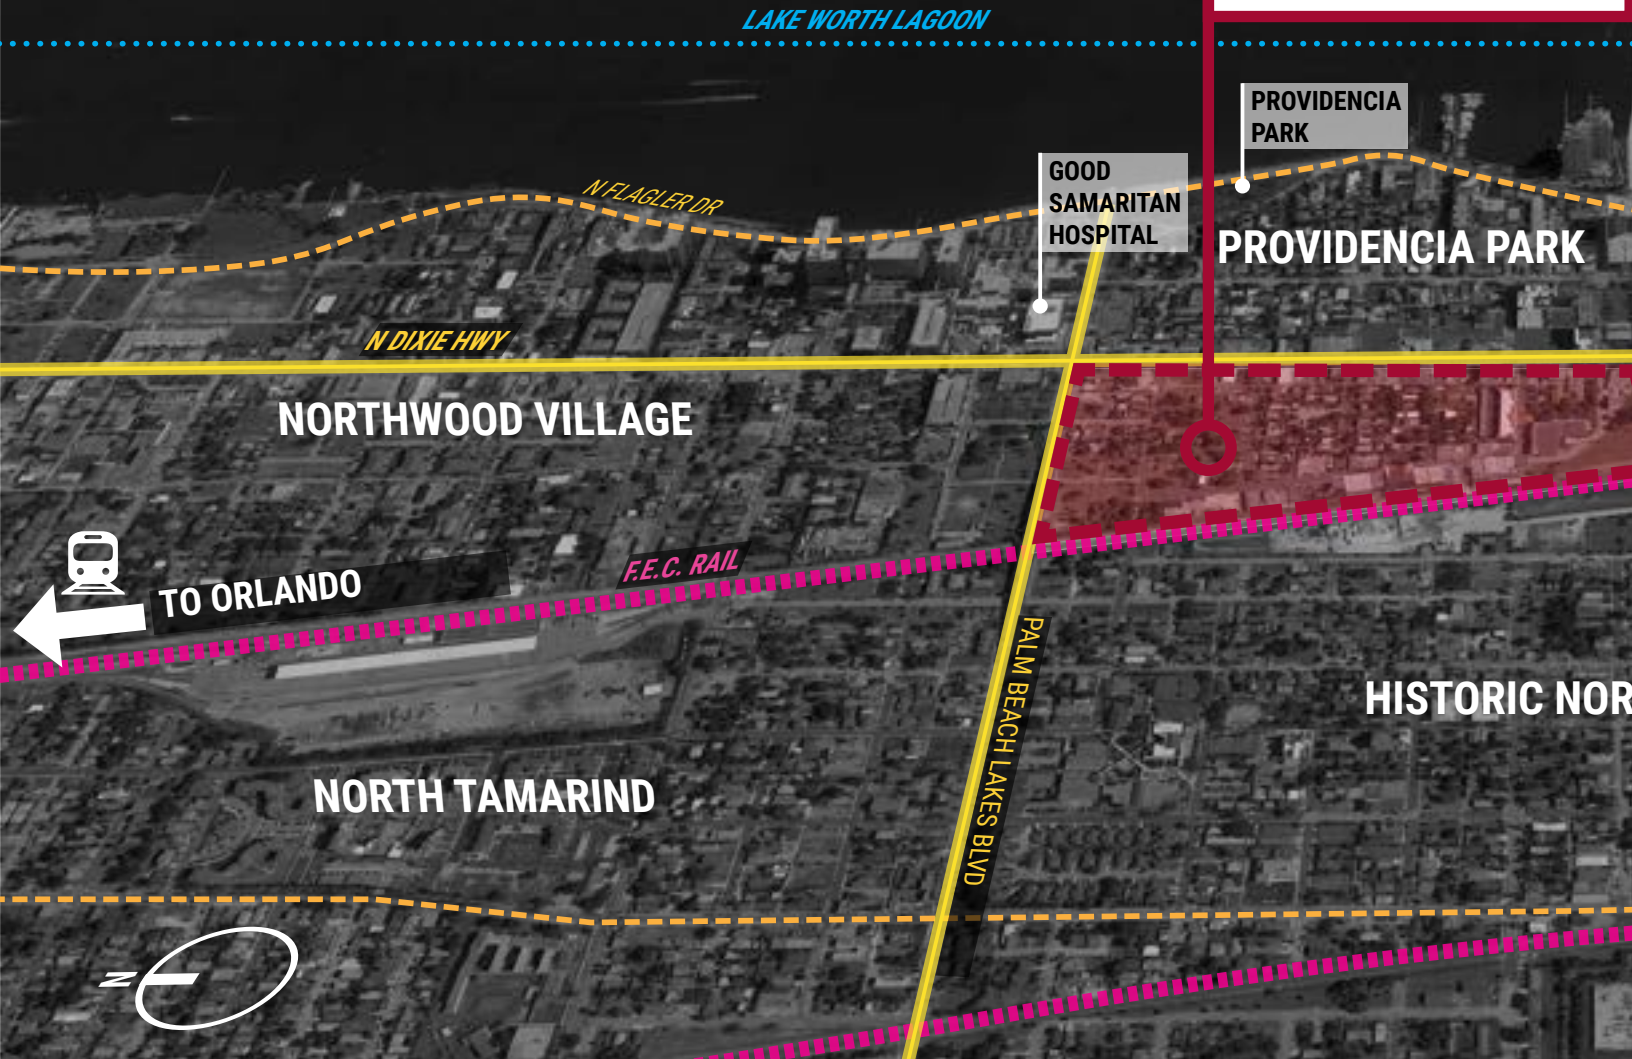 LAKE WORTH LAGOON
PROVIDENCIA
PARK
GOOD
SAMARITAN
HOSPITAL
N FLAGLER DR
PROVIDENCIA PARK
N DIXIE HWY
NORTHWOOD VILLAGE
F.E.C. RAIL
TO ORLANDO
PALM BEACH LAKES BLVD
HISTORIC NOR
NORTH TAMARIND
N